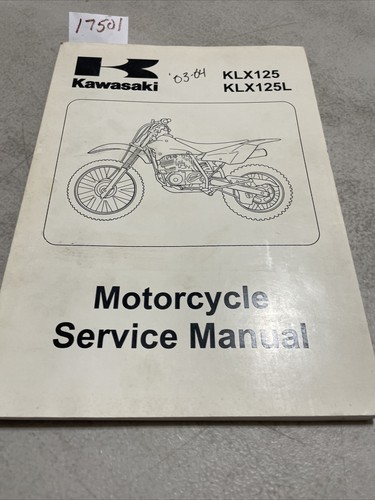 17501
Kawasaki
'03-04
KLX125
KLX125L
Motorcycle
Service Manual